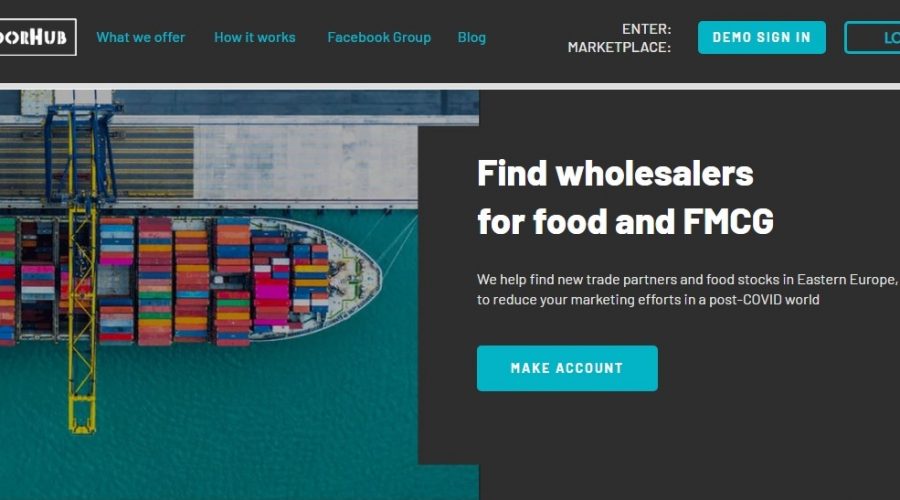 What we offer
How it works
Facebook Group
Blog
ENTER:
MARKETPLACE:
DEMO SIGN IN
Find wholesalers
for food and FMCG
We help find new trade partners and food stocks in Eastern Europe,
to reduce your marketing efforts in a post-COVID world
MAKE ACCOUNT